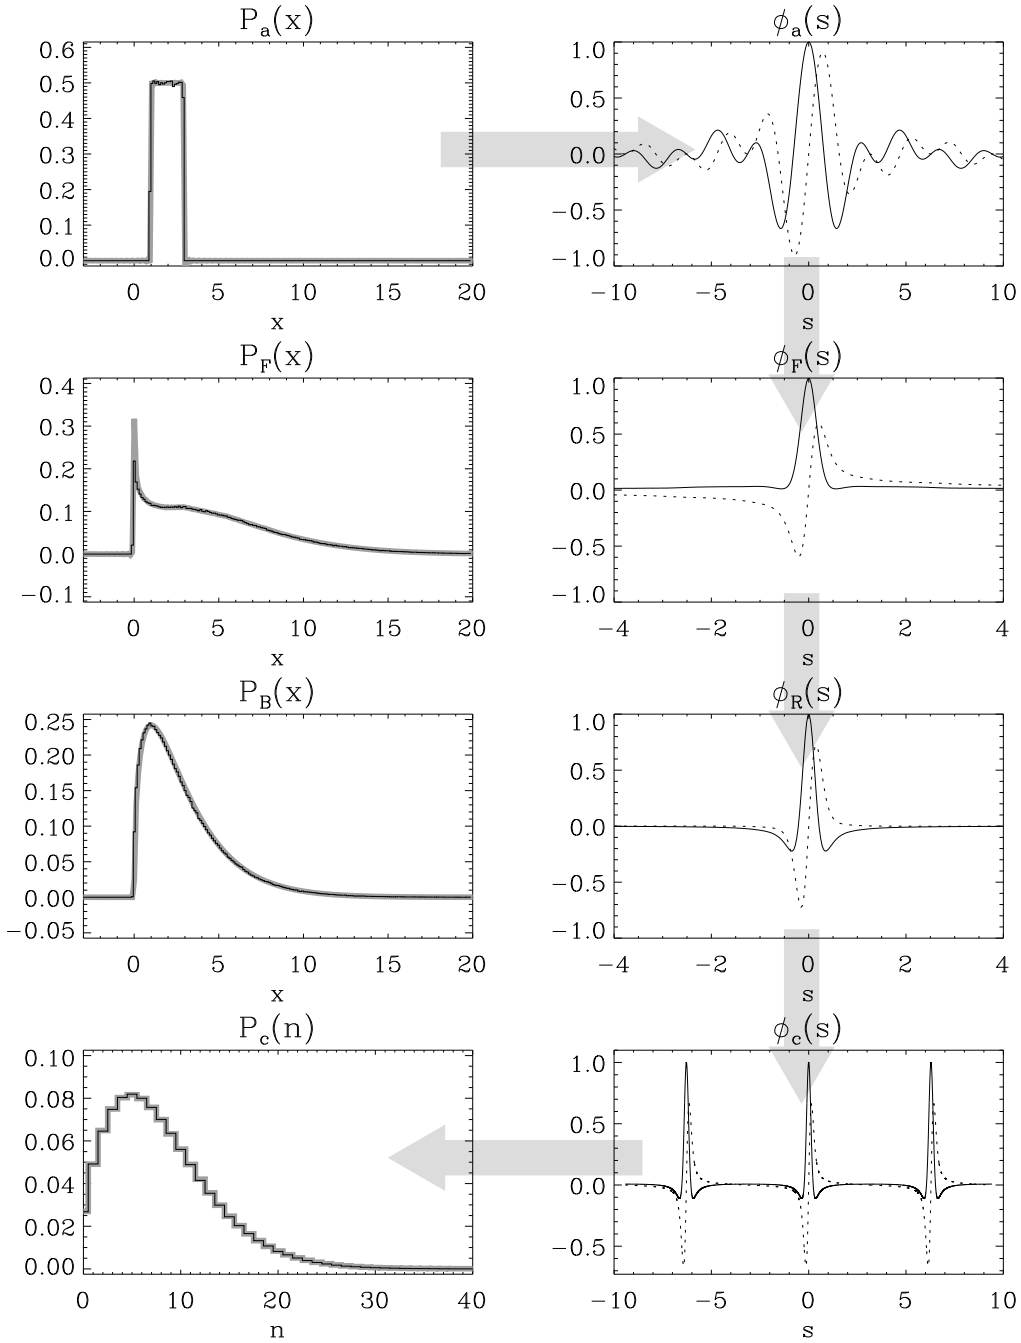 P_a(x) ϕ_a(s)
0.6 1.0
0.5
0.5
0.4
0.3 0.0
0.2
−0.5
0.1
0.0 −1.0
0 5 10 15 20 −10 −5 0 5 10
x s
P_F(x) ϕ_F(s)
0.4 1.0
0.3 0.5
0.2
0.1 0.0
0.0 −0.5
−0.1 −1.0
0 5 10 15 20 −4 −2 0 2 4
x s
P_B(x) ϕ_R(s)
0.25 1.0
0.20 0.5
0.15
0.10 0.0
0.05
−0.5
0.00
−0.05 −1.0
0 5 10 15 20 −4 −2 0 2 4
x s
P_c(n) ϕ_c(s)
0.10 1.0
0.08
0.5
0.06
0.04 0.0
0.02
−0.5
0.00
0 10 20 30 40 −10 −5 0 5 10
n s